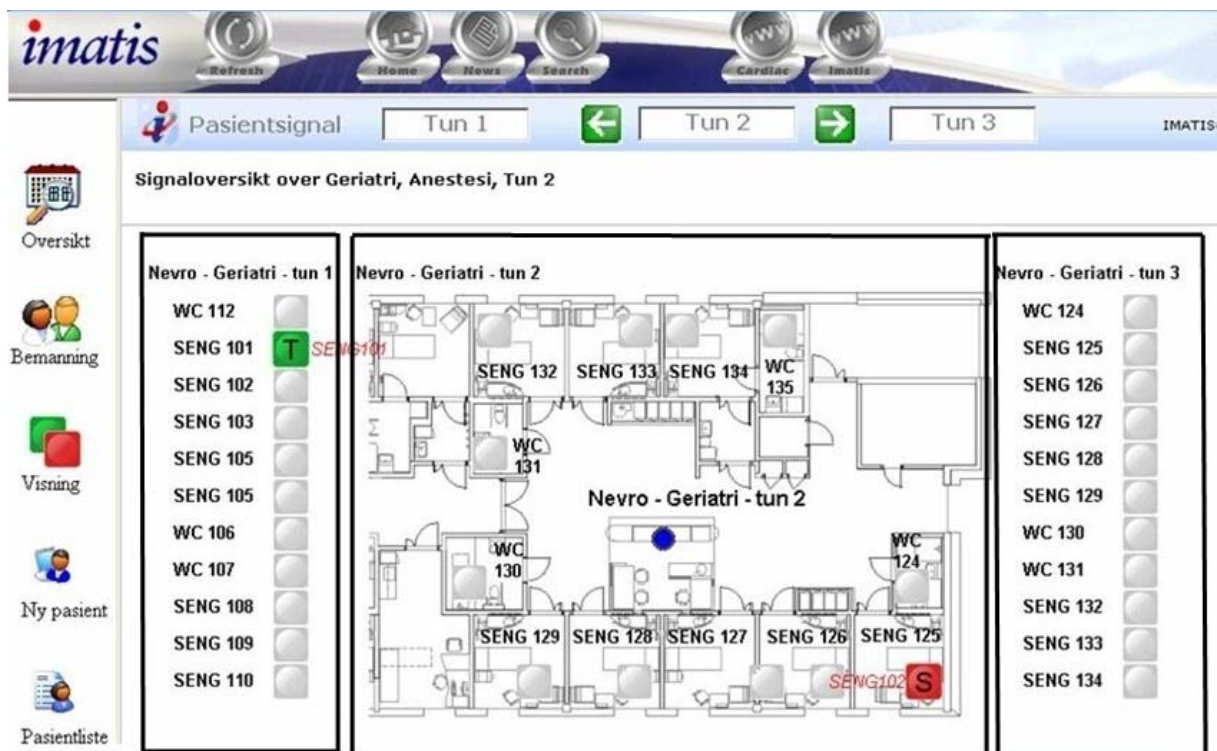 imatis
Refresh
Home
News
Search
Cardiac
Imatis
Pasientsignal
Tun 1
Tun 2
Tun 3
IMATIS
Signaloversikt over Geriatri, Anestesi, Tun 2
Oversikt
Bemanning
Visning
Ny pasient
Pasientliste
Nevro - Geriatri - tun 1
WC 112
SENG 101 T SENG101
SENG 102
SENG 103
SENG 105
SENG 105
WC 106
WC 107
SENG 108
SENG 109
SENG 110
Nevro - Geriatri - tun 2
SENG 132
SENG 133
SENG 134
WC
135
WC
131
Nevro - Geriatri - tun 2
WC
130
WC
124
SENG 129
SENG 128
SENG 127
SENG 126
SENG 125
SENG102 S
Nevro - Geriatri - tun 3
WC 124
SENG 125
SENG 126
SENG 127
SENG 128
SENG 129
WC 130
WC 131
SENG 132
SENG 133
SENG 134